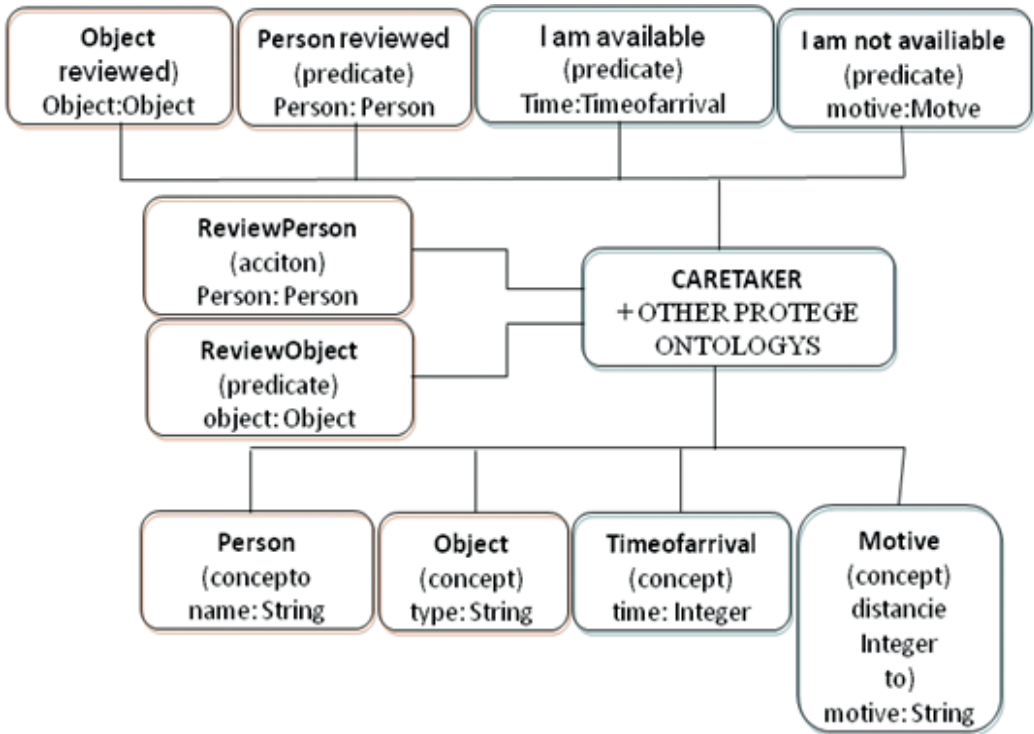 Object
reviewed)
Object:Object
Person reviewed
(predicate)
Person: Person
I am available
(predicate)
Time:Timeofarrival
I am not availiable
(predicate)
motive:Motve
ReviewPerson
(acciton)
Person: Person
ReviewObject
(predicate)
object: Object
CARETAKER
+ OTHER PROTEGE
ONTOLOGYS
Person
(concepto
name: String
Object
(concept)
type: String
Timeofarrival
(concept)
time: Integer
Motive
(concept)
distancie
Integer
to)
motive: String